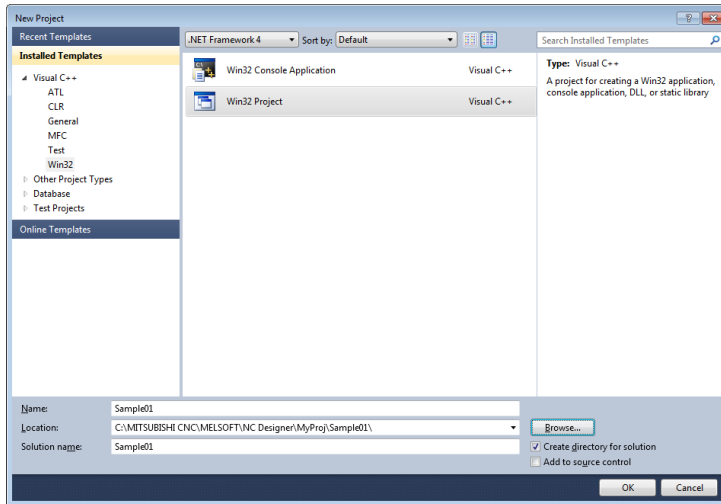 New Project
Recent Templates
.NET Framework 4 Sort by: Default Search Installed Templates
Installed Templates
Visual C++
ATL
CLR
General
MFC
Test
Win32
Other Project Types
Database
Test Projects
Online Templates
Win32 Console Application Visual C++
Win32 Project Visual C++
Type: Visual C++
A project for creating a Win32 application,
console application, DLL, or static library
Name: Sample01
Location: C:\MITSUBISHI CNC\MELSOFT\NC Designer\MyProj\Sample01\ Browse...
Solution name: Sample01
Create directory for solution
Add to source control
OK Cancel